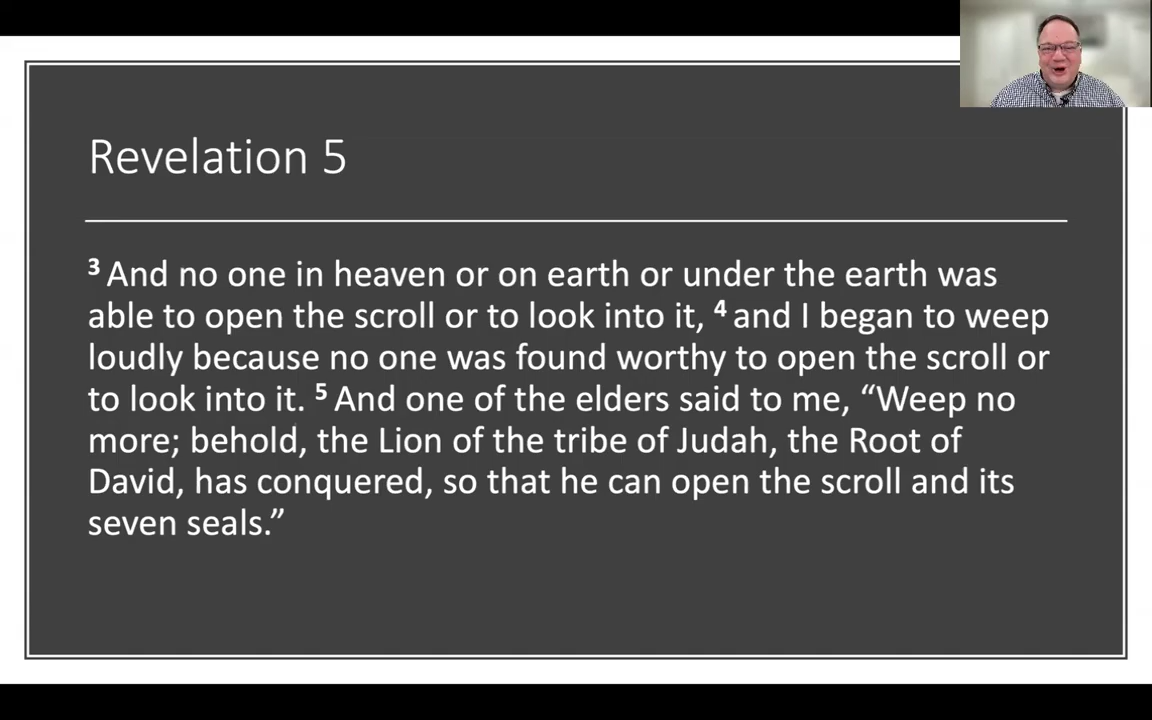 Revelation 5
³ And no one in heaven or on earth or under the earth was
able to open the scroll or to look into it, ⁴ and I began to weep
loudly because no one was found worthy to open the scroll or
to look into it. ⁵ And one of the elders said to me, “Weep no
more; behold, the Lion of the tribe of Judah, the Root of
David, has conquered, so that he can open the scroll and its
seven seals.”